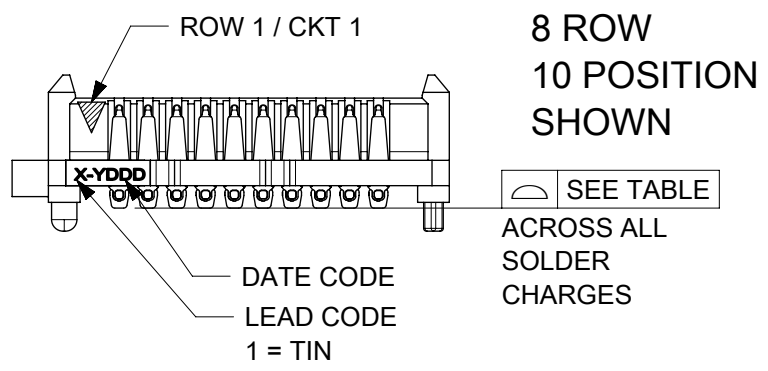 ROW 1 / CKT 1
8 ROW
10 POSITION
SHOWN
X-YDDD
SEE TABLE
ACROSS ALL
SOLDER
CHARGES
DATE CODE
LEAD CODE
1 = TIN